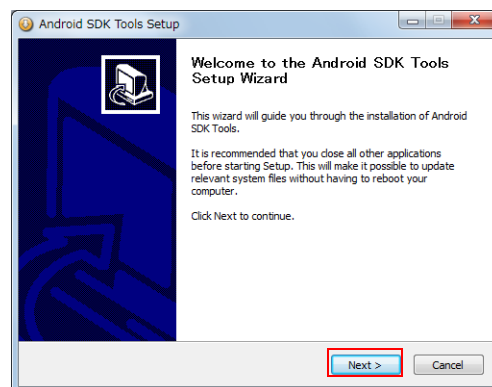 Android SDK Tools Setup
Welcome to the Android SDK Tools
Setup Wizard
This wizard will guide you through the installation of Android
SDK Tools.
It is recommended that you close all other applications
before starting Setup. This will make it possible to update
relevant system files without having to reboot your
computer.
Click Next to continue.
Next >
Cancel